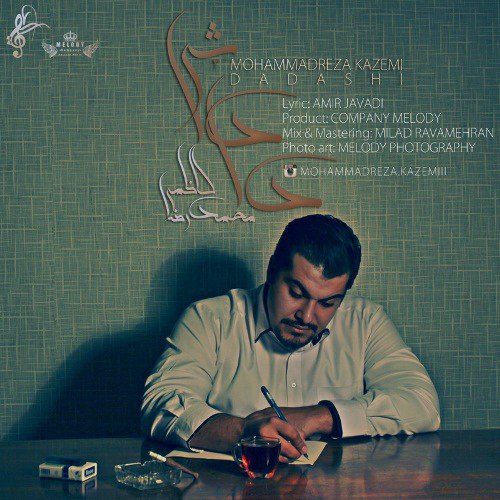 MELODY
MOHAMMADREZA KAZEMI
DADASHI
داداشی
Lyric: AMIR JAVADI
Product: COMPANY MELODY
Mix & Mastering: MILAD RAVAMEHRAN
Photo art: MELODY PHOTOGRAPHY
MOHAMMADREZA.KAZEMIII
محمدرضا کاظمی